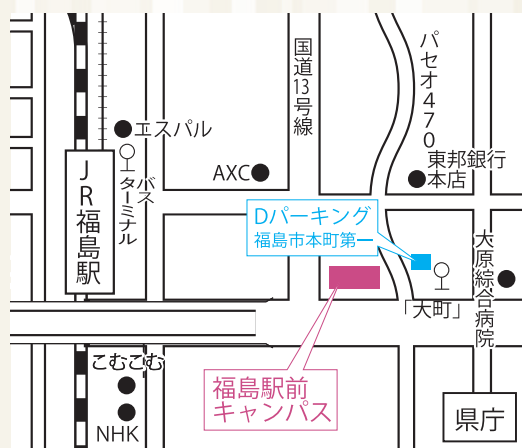 国道13号線
パセオ470
エスパル
バス
ターミナル
AXC
東邦銀行
本店
JR福島駅
Dパーキング
福島市本町第一
大原綜合病院
「大町」
こむこむ
福島駅前
キャンパス
NHK
県庁